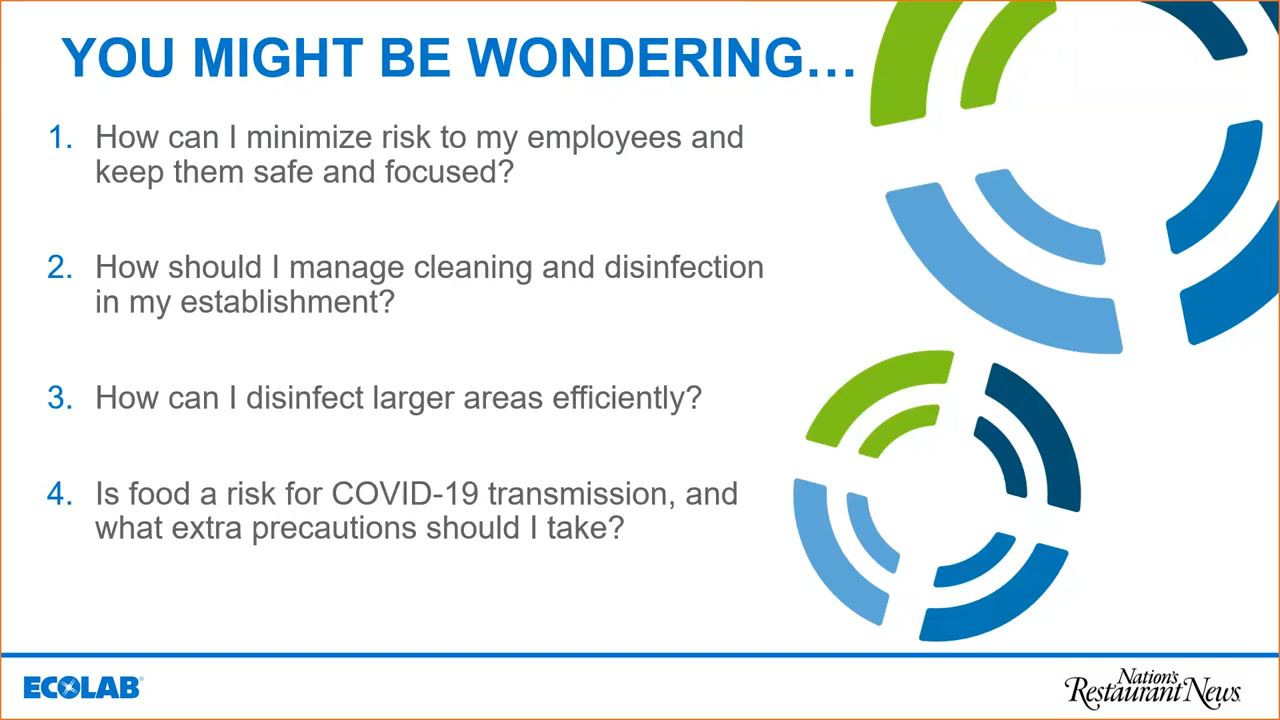 YOU MIGHT BE WONDERING…
1. How can I minimize risk to my employees and
keep them safe and focused?
2. How should I manage cleaning and disinfection
in my establishment?
3. How can I disinfect larger areas efficiently?
4. Is food a risk for COVID-19 transmission, and
what extra precautions should I take?
ECOLAB®
Nation's
Restaurant News